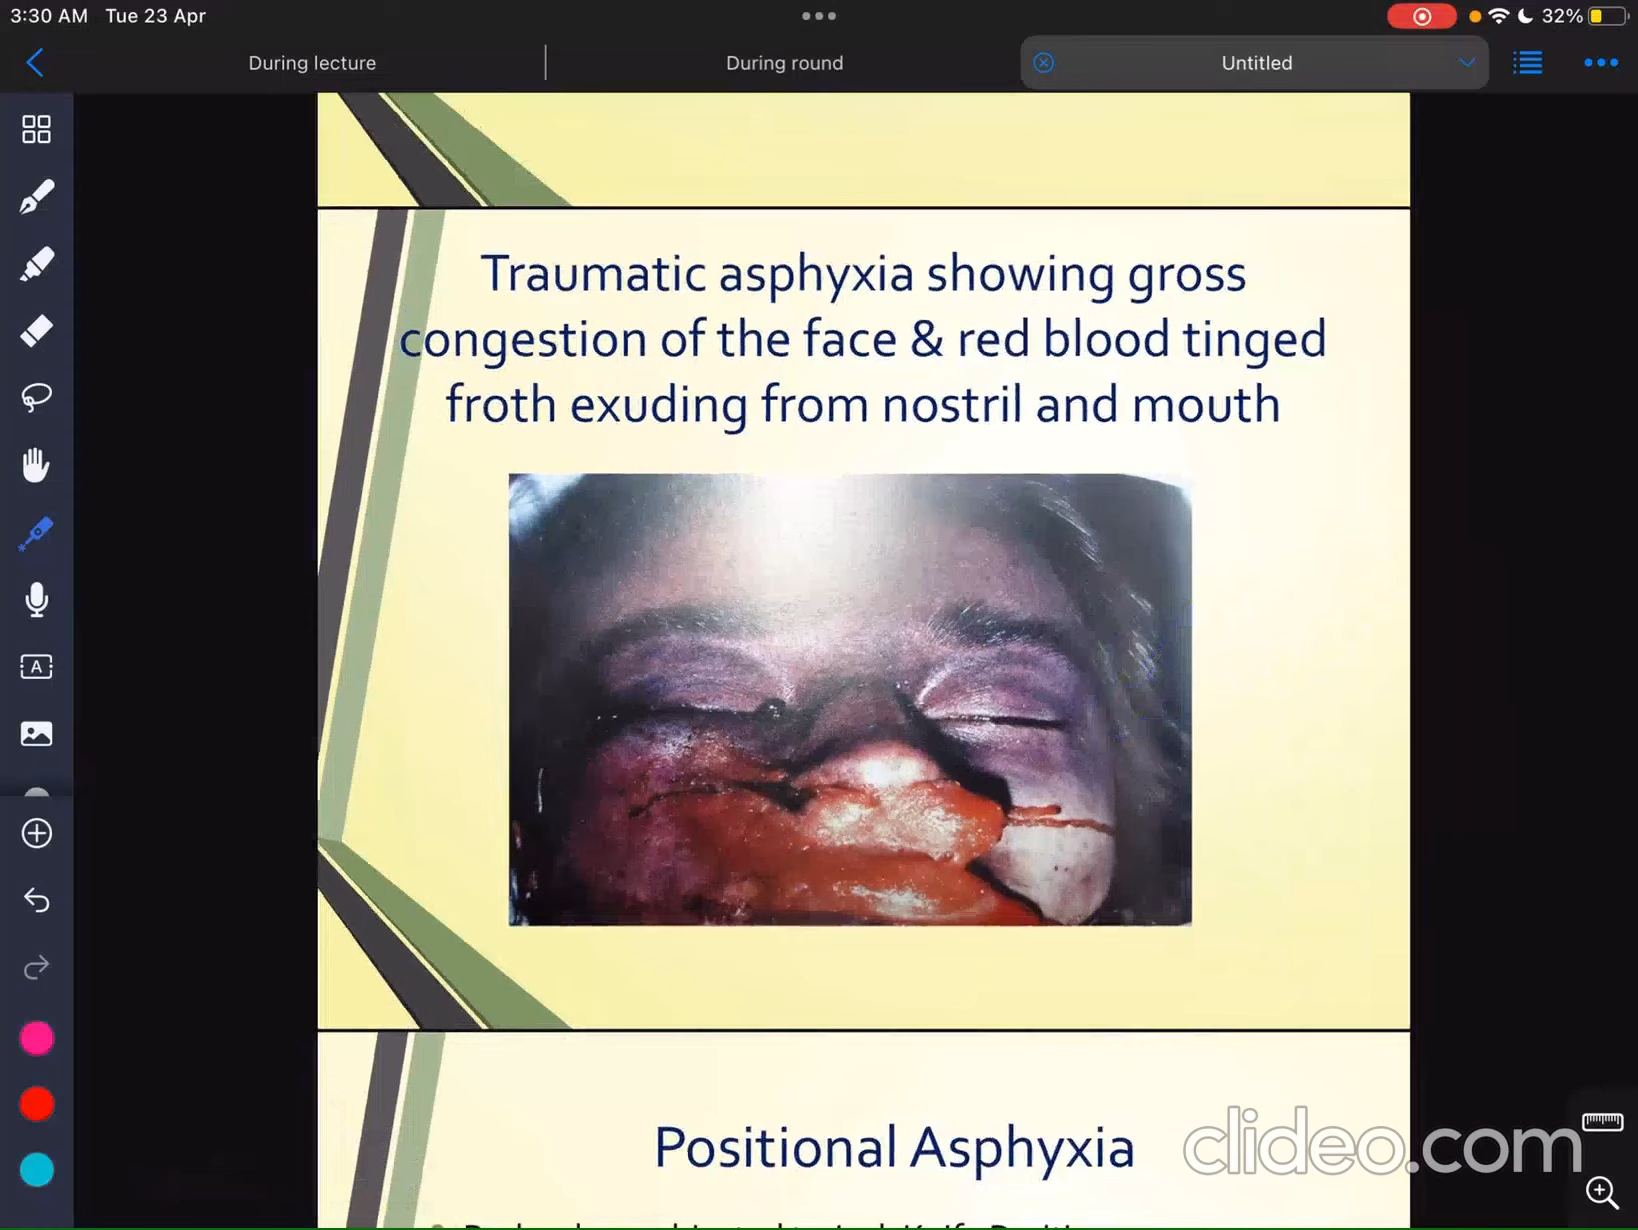 3:30 AM Tue 23 Apr
32%
During lecture
During round
Untitled
A
Traumatic asphyxia showing gross
congestion of the face & red blood tinged
froth exuding from nostril and mouth
Positional Asphyxia
clideo.com